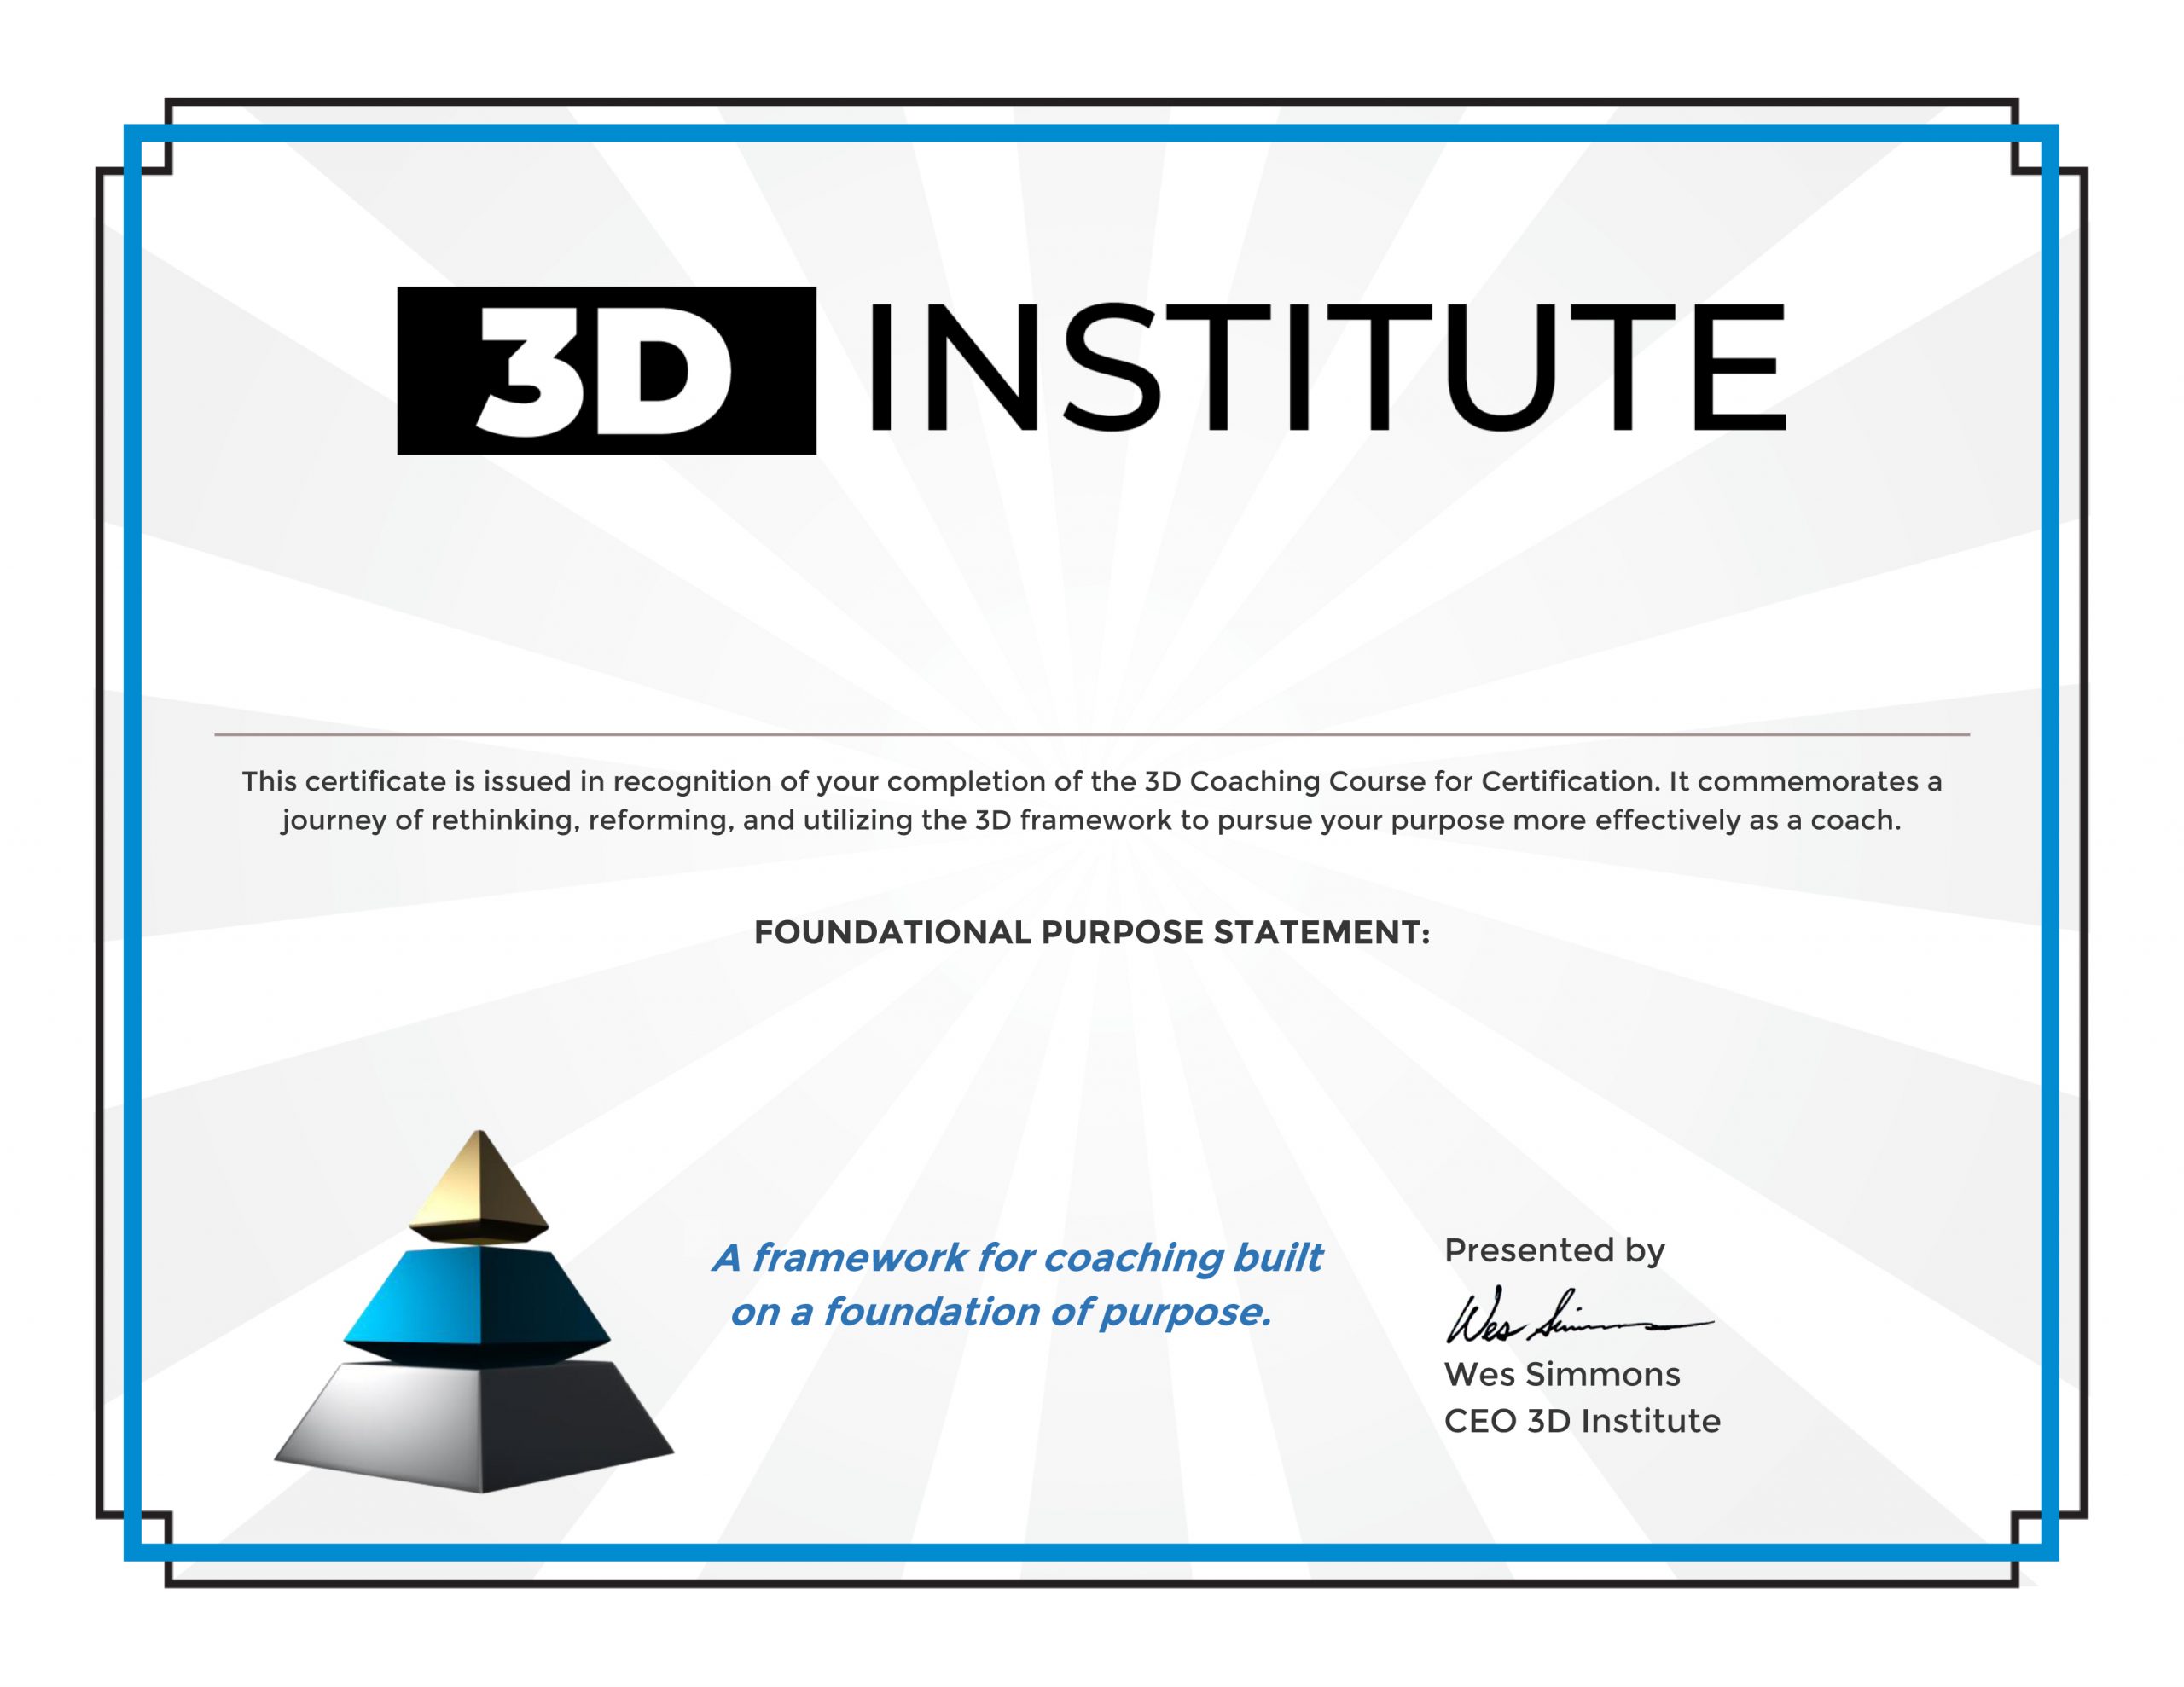 3D INSTITUTE
This certificate is issued in recognition of your completion of the 3D Coaching Course for Certification. It commemorates a
journey of rethinking, reforming, and utilizing the 3D framework to pursue your purpose more effectively as a coach.
FOUNDATIONAL PURPOSE STATEMENT:
A framework for coaching built
on a foundation of purpose.
Presented by
Wes Simmons
Wes Simmons
CEO 3D Institute